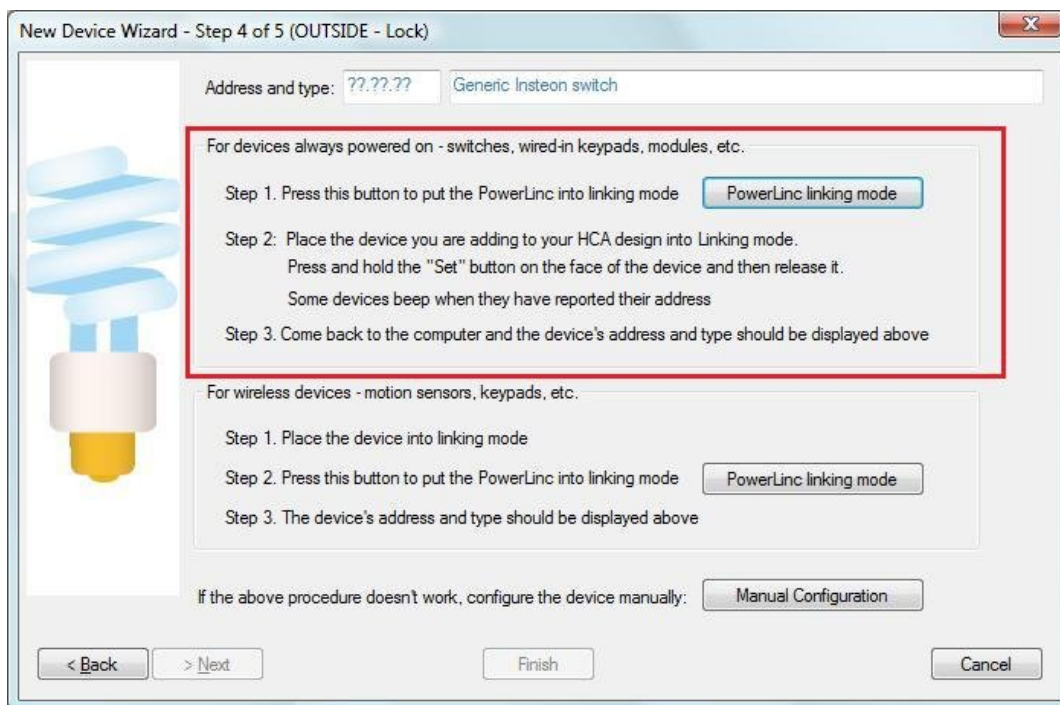 New Device Wizard - Step 4 of 5 (OUTSIDE - Lock)
Address and type: ??.??.?? Generic Insteon switch
For devices always powered on - switches, wired-in keypads, modules, etc.
Step 1. Press this button to put the PowerLinc into linking mode PowerLinc linking mode
Step 2: Place the device you are adding to your HCA design into Linking mode.
Press and hold the "Set" button on the face of the device and then release it.
Some devices beep when they have reported their address
Step 3. Come back to the computer and the device's address and type should be displayed above
For wireless devices - motion sensors, keypads, etc.
Step 1. Place the device into linking mode
Step 2. Press this button to put the PowerLinc into linking mode PowerLinc linking mode
Step 3. The device's address and type should be displayed above
If the above procedure doesn't work, configure the device manually: Manual Configuration
< Back > Next Finish Cancel